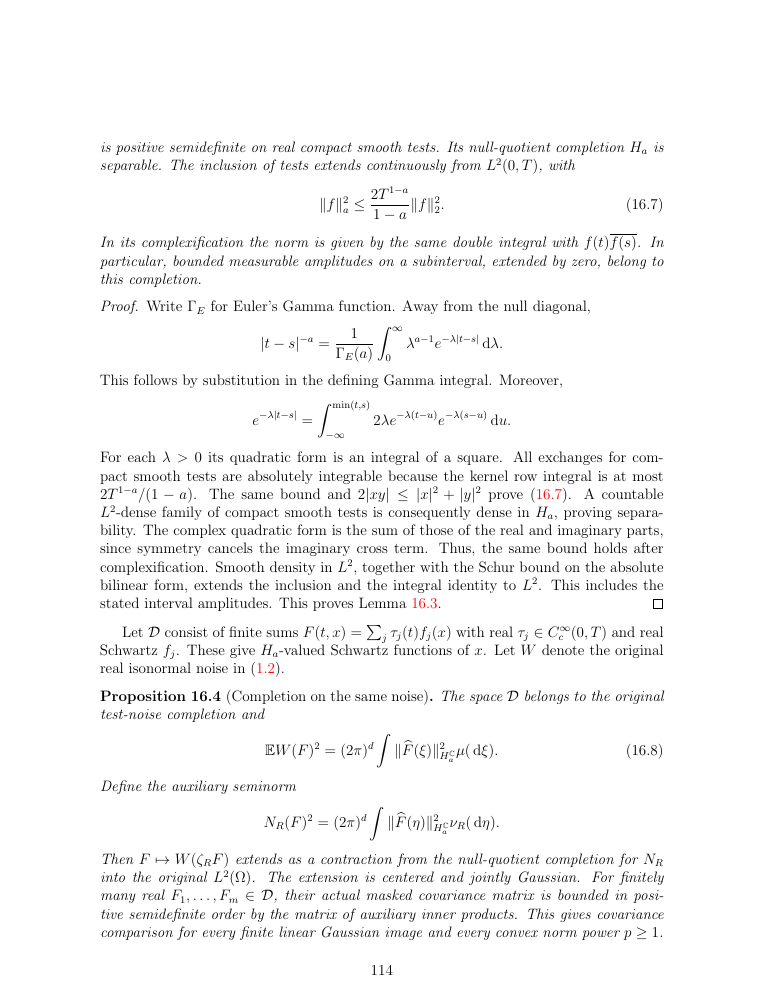 is positive semidefinite on real compact smooth tests. Its null-quotient completion H_a is
separable. The inclusion of tests extends continuously from L^2(0, T), with
‖f‖_a^2 ≤ \frac{2T^{1−a}}{1 − a} ‖f‖_2^2. (16.7)
In its complexification the norm is given by the same double integral with f(t)\overline{f(s)}. In
particular, bounded measurable amplitudes on a subinterval, extended by zero, belong to
this completion.
Proof. Write Γ_E for Euler's Gamma function. Away from the null diagonal,
|t − s|^{−a} = \frac{1}{Γ_E(a)} ∫_0^∞ λ^{a−1} e^{−λ|t−s|} dλ.
This follows by substitution in the defining Gamma integral. Moreover,
e^{−λ|t−s|} = ∫_{−∞}^{min(t,s)} 2λe^{−λ(t−u)} e^{−λ(s−u)} du.
For each λ > 0 its quadratic form is an integral of a square. All exchanges for com-
pact smooth tests are absolutely integrable because the kernel row integral is at most
2T^{1−a}/(1 − a). The same bound and 2|xy| ≤ |x|^2 + |y|^2 prove (16.7). A countable
L^2-dense family of compact smooth tests is consequently dense in H_a, proving separa-
bility. The complex quadratic form is the sum of those of the real and imaginary parts,
since symmetry cancels the imaginary cross term. Thus, the same bound holds after
complexification. Smooth density in L^2, together with the Schur bound on the absolute
bilinear form, extends the inclusion and the integral identity to L^2. This includes the
stated interval amplitudes. This proves Lemma 16.3. □
Let 𝒟 consist of finite sums F(t, x) = ∑_j τ_j(t)f_j(x) with real τ_j ∈ C_c^∞(0, T) and real
Schwartz f_j. These give H_a-valued Schwartz functions of x. Let W denote the original
real isonormal noise in (1.2).
Proposition 16.4 (Completion on the same noise). The space 𝒟 belongs to the original
test-noise completion and
𝔼W(F)^2 = (2π)^d ∫ ‖\widehat{F}(ξ)‖_{H_a^ℂ}^2 μ( dξ). (16.8)
Define the auxiliary seminorm
N_R(F)^2 = (2π)^d ∫ ‖\widehat{F}(η)‖_{H_a^ℂ}^2 ν_R( dη).
Then F ↦ W(ζ_R F) extends as a contraction from the null-quotient completion for N_R
into the original L^2(Ω). The extension is centered and jointly Gaussian. For finitely
many real F_1, . . . , F_m ∈ 𝒟, their actual masked covariance matrix is bounded in posi-
tive semidefinite order by the matrix of auxiliary inner products. This gives covariance
comparison for every finite linear Gaussian image and every convex norm power p ≥ 1.
114